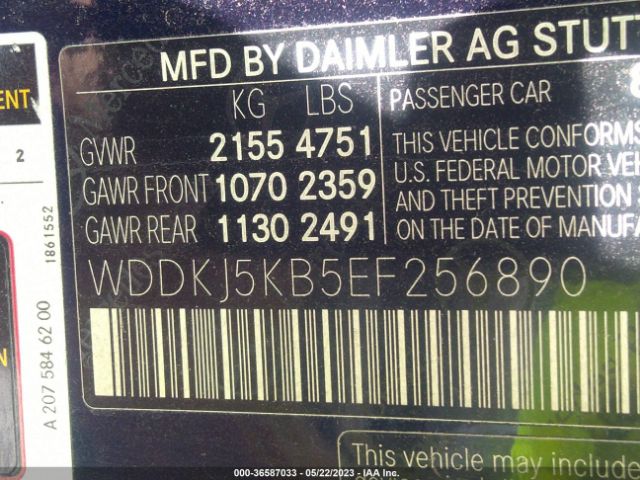 MFD BY DAIMLER AG STUT
KG LBS
PASSENGER CAR
GVWR 2155 4751
GAWR FRONT 1070 2359
GAWR REAR 1130 2491
THIS VEHICLE CONFORMS
U.S. FEDERAL MOTOR VEH
AND THEFT PREVENTION
ON THE DATE OF MANUFA
WDDKJ5KB5EF256890
This vehicle may include
ENT
2
1861552
A 207 584 62 00
N
000-36587033 - 05/22/2023 - IAA Inc.